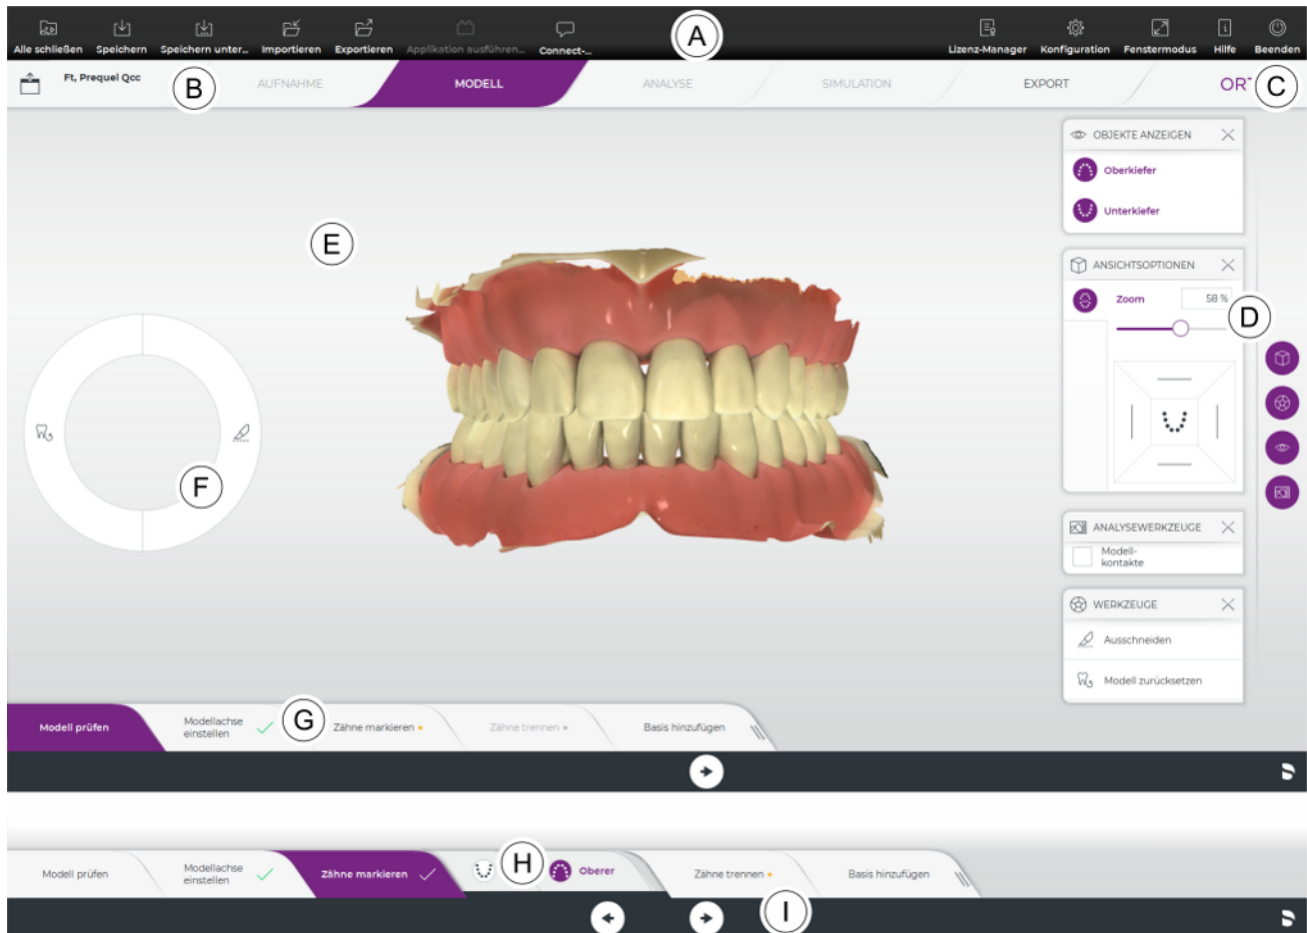 A
Alle schließen Speichern Speichern unter... Importieren Exportieren Applikation ausführen... Connect-... Lizenz-Manager Konfiguration Fenstermodus Hilfe Beenden
Ft, Prequel Qcc B AUFNAHME MODELL ANALYSE SIMULATION EXPORT OR C
OBJEKTE ANZEIGEN
Oberkiefer
Unterkiefer
E
ANSICHTSOPTIONEN
Zoom 58 %
D
F
ANALYSEWERKZEUGE
Modell-
kontakte
WERKZEUGE
Ausschneiden
Modell zurücksetzen
Modell prüfen
Modellachse
einstellen
G
Zähne markieren
Zähne trennen
Basis hinzufügen
Modell prüfen
Modellachse
einstellen
Zähne markieren
H
Oberer
Zähne trennen
Basis hinzufügen
I